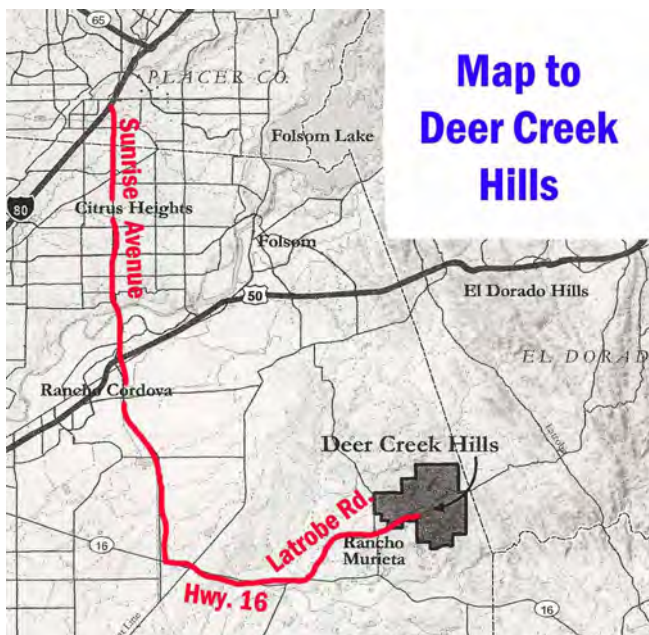 Map to
Deer Creek
Hills
65
PLACER CO.
Folsom Lake
Sunrise Avenue
80
Citrus Heights
Folsom
50
El Dorado Hills
EL DORAD
Rancho Cordova
Latrobe
Deer Creek Hills
Latrobe Rd.
Rancho
Murieta
16
Hwy. 16
16